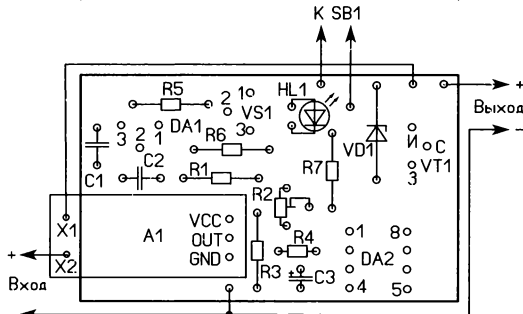 K SB1
R5
HL1
+
Выход
−
1
2
VS1
3
3 2 1
DA1
R6
C1
C2
R1
R7
VD1
И
С
VT1
З
R2
X1
A1
VCC
OUT
GND
+
X2
Вход
R3
R4
C3
+
1
8
DA2
4
5